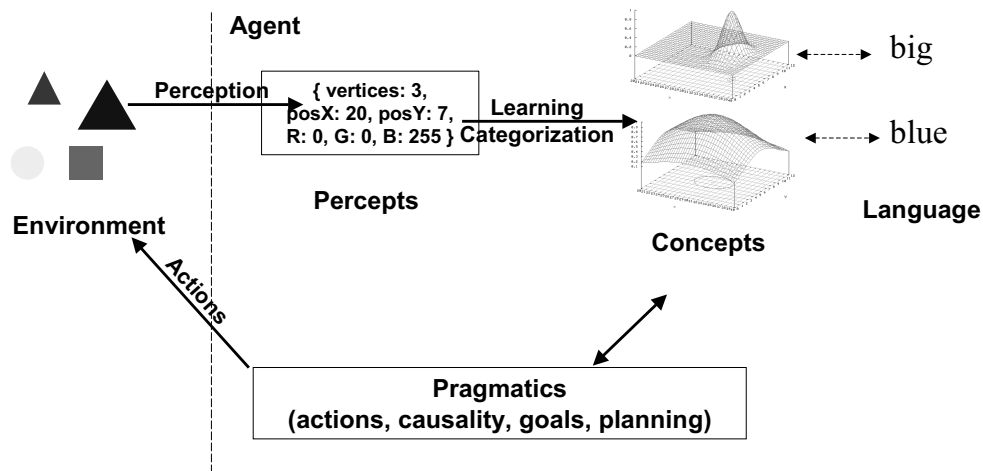 Agent
big
Perception
{ vertices: 3,
posX: 20, posY: 7,
R: 0, G: 0, B: 255 }
Learning
Categorization
blue
Percepts
Language
Environment
Concepts
Actions
Pragmatics
(actions, causality, goals, planning)